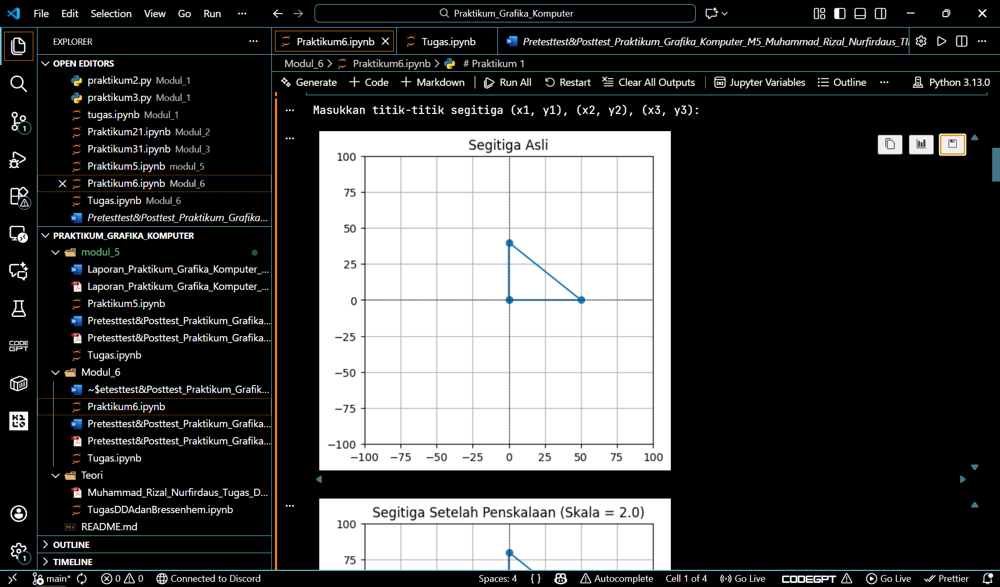 File Edit Selection View Go Run ··· Praktikum_Grafika_Komputer
EXPLORER ···
OPEN EDITORS
praktikum2.py Modul_1
praktikum3.py Modul_1
tugas.ipynb Modul_1
Praktikum21.ipynb Modul_2
Praktikum31.ipynb Modul_3
Praktikum5.ipynb modul_5
Praktikum6.ipynb Modul_6
Tugas.ipynb Modul_6
Pretesttest&Posttest_Praktikum_Grafika...
PRAKTIKUM_GRAFIKA_KOMPUTER
modul_5
Laporan_Praktikum_Grafika_Komputer_...
Laporan_Praktikum_Grafika_Komputer_...
Praktikum5.ipynb
Pretesttest&Posttest_Praktikum_Grafika...
Pretesttest&Posttest_Praktikum_Grafika...
Tugas.ipynb
Modul_6
~$etesttest&Posttest_Praktikum_Grafik...
Praktikum6.ipynb
Pretesttest&Posttest_Praktikum_Grafika...
Pretesttest&Posttest_Praktikum_Grafika...
Tugas.ipynb
Teori
Muhammad_Rizal_Nurfirdaus_Tugas_D...
TugasDDAdanBressenhem.ipynb
README.md
OUTLINE
TIMELINE
CODE GPT
1
1
Praktikum6.ipynb Tugas.ipynb Pretesttest&Posttest_Praktikum_Grafika_Komputer_M5_Muhammad_Rizal_Nurfirdaus_TI
Modul_6 > Praktikum6.ipynb > # Praktikum 1
Generate + Code + Markdown | Run All Restart Clear All Outputs | Jupyter Variables Outline ··· Python 3.13.0
Masukkan titik-titik segitiga (x1, y1), (x2, y2), (x3, y3):
Segitiga Asli
100
75
50
25
0
−25
−50
−75
−100
−100 −75 −50 −25 0 25 50 75 100
Segitiga Setelah Penskalaan (Skala = 2.0)
100
75
main* 0 0 Connected to Discord Spaces: 4 { } Autocomplete Cell 1 of 4 Go Live CODEGPT Go Live Prettier